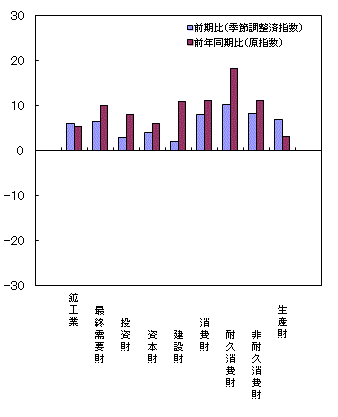 30
20
10
0
-10
-20
-30
前期比(季節調整済指数)
前年同期比(原指数)
鉱工業
最終需要財
投資財
資本財
建設財
消費財
耐久消費財
非耐久消費財
生産財